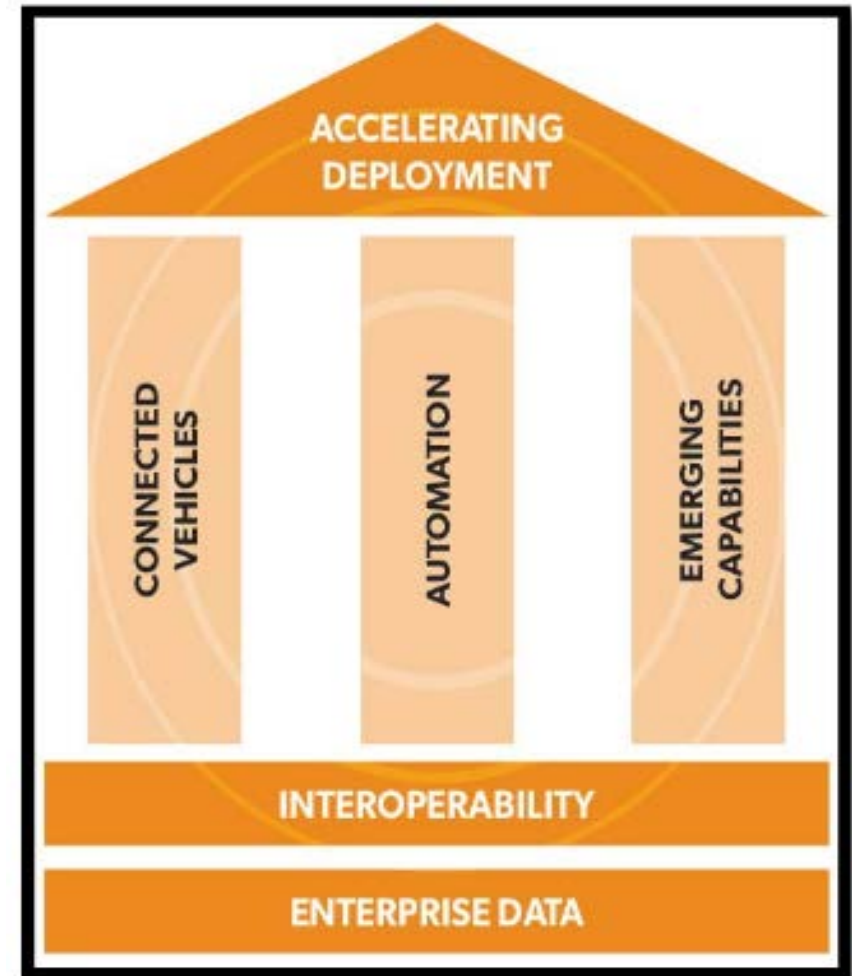 ACCELERATING
DEPLOYMENT
CONNECTED
VEHICLES
AUTOMATION
EMERGING
CAPABILITIES
INTEROPERABILITY
ENTERPRISE DATA